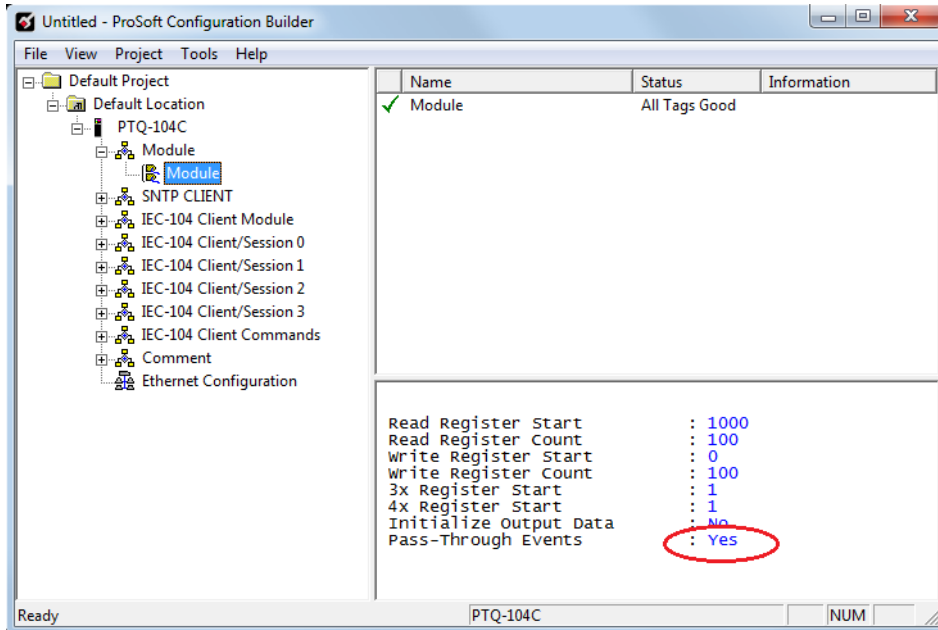 Untitled - ProSoft Configuration Builder
File View Project Tools Help
Default Project
Default Location
PTQ-104C
Module
Module
SNTP CLIENT
IEC-104 Client Module
IEC-104 Client/Session 0
IEC-104 Client/Session 1
IEC-104 Client/Session 2
IEC-104 Client/Session 3
IEC-104 Client Commands
Comment
Ethernet Configuration
Name Status Information
Module All Tags Good
Read Register Start : 1000
Read Register Count : 100
Write Register Start : 0
Write Register Count : 100
3x Register Start : 1
4x Register Start : 1
Initialize Output Data : No
Pass-Through Events : Yes
Ready PTQ-104C NUM